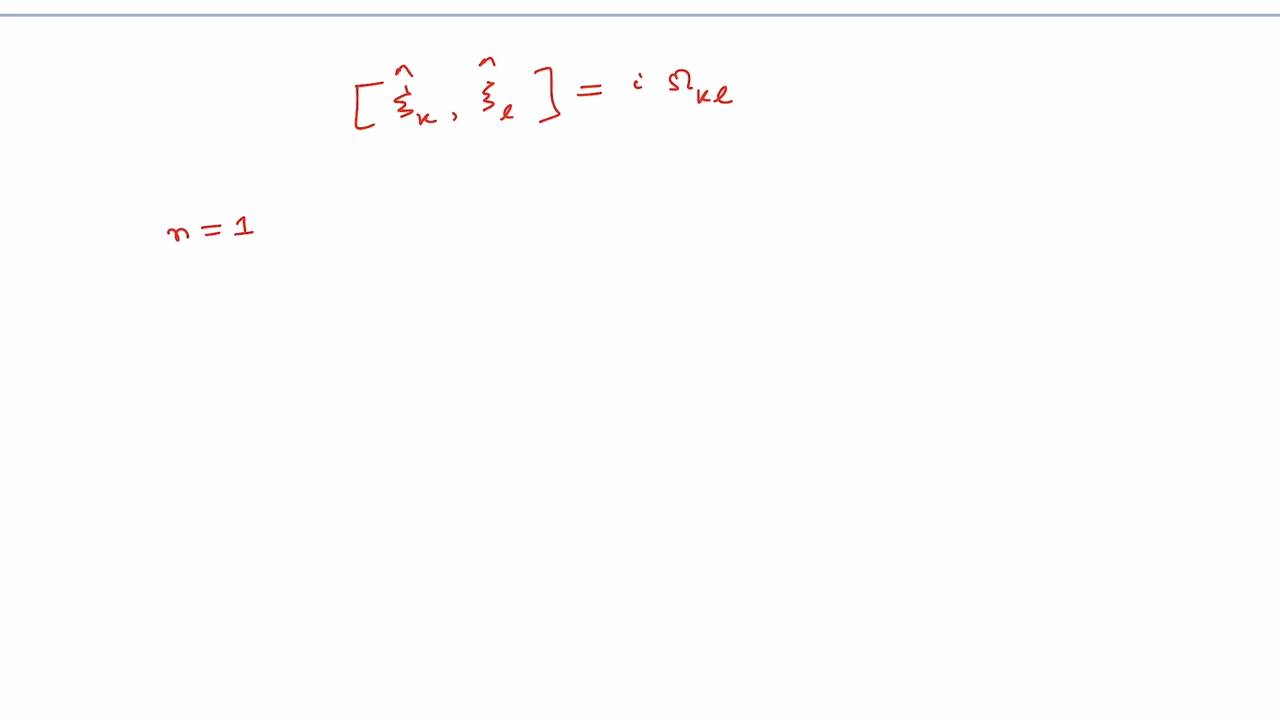 [ξ̂ₖ, ξ̂ₗ] = i Ωₖₗ
n = 1